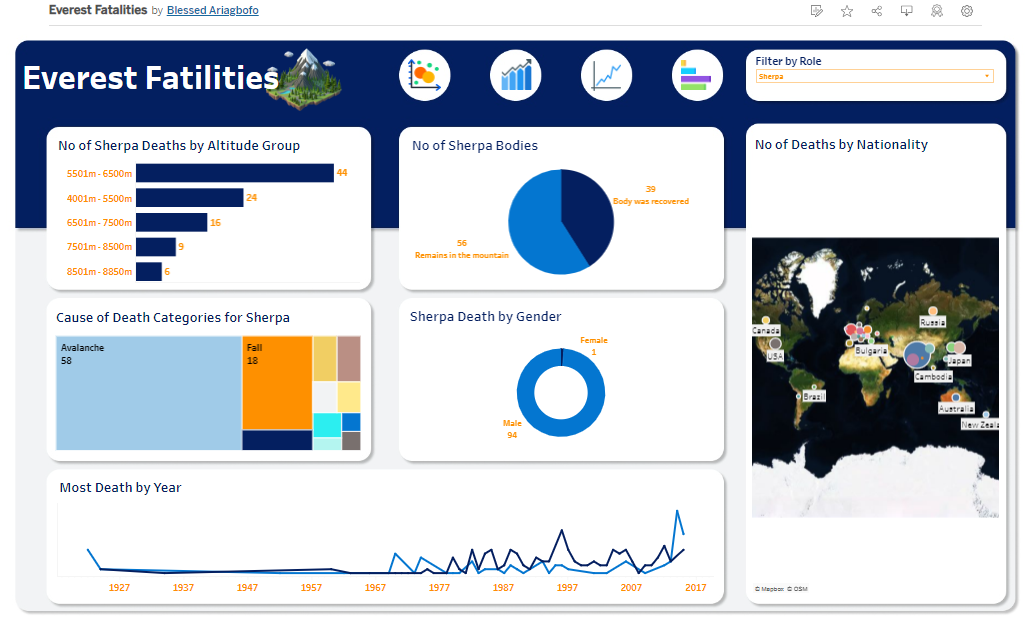 Everest Fatalities by Blessed Ariagbofo
Everest Fatilities
Filter by Role
Sherpa
No of Sherpa Deaths by Altitude Group
5501m - 6500m 44
4001m - 5500m 24
6501m - 7500m 16
7501m - 8500m 9
8501m - 8850m 6
No of Sherpa Bodies
39
Body was recovered
56
Remains in the mountain
No of Deaths by Nationality
Canada
USA
Russia
Bulgaria
Japan
Cambodia
Brazil
Australia
New Zeala
© Mapbox © OSM
Cause of Death Categories for Sherpa
Avalanche
58
Fall
18
Sherpa Death by Gender
Female
1
Male
94
Most Death by Year
1927 1937 1947 1957 1967 1977 1987 1997 2007 2017